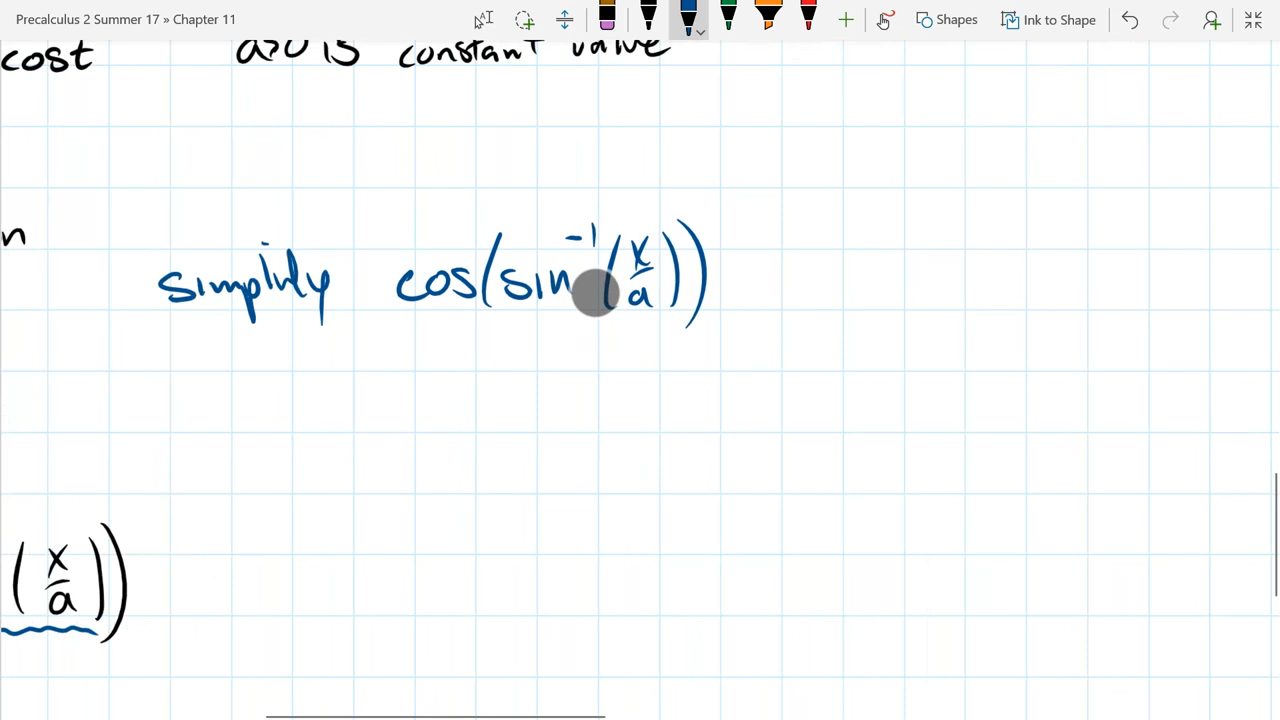 Precalculus 2 Summer 17 » Chapter 11
Shapes
Ink to Shape
cost a>0 is constant value
n
simplify cos(sin⁻¹(x/a))
(x/a))